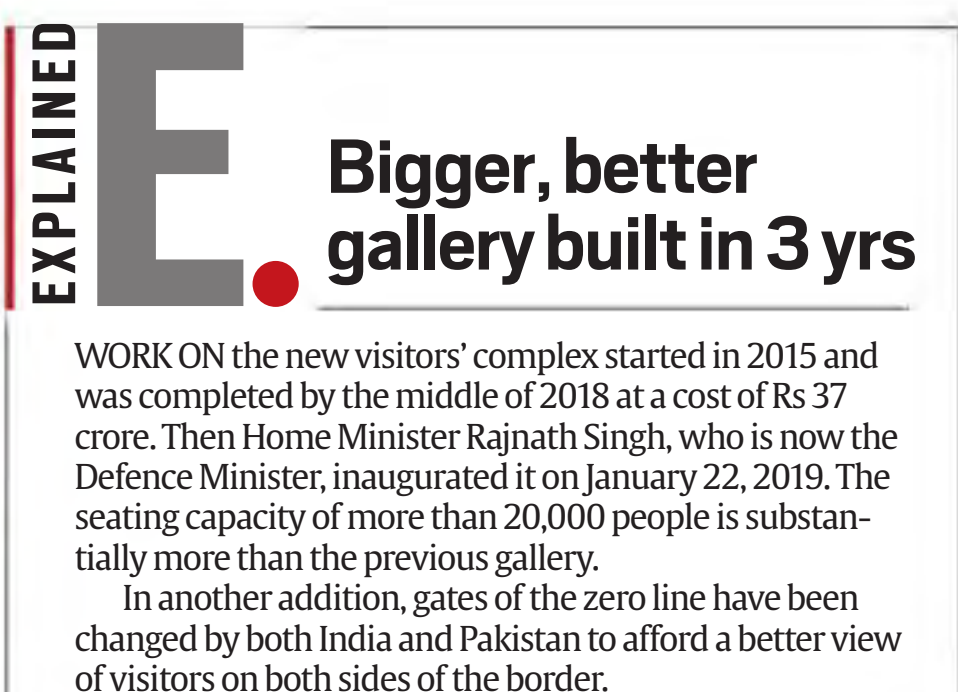 EXPLAINED
E.
Bigger, better
gallery built in 3 yrs
WORK ON the new visitors’ complex started in 2015 and
was completed by the middle of 2018 at a cost of Rs 37
crore. Then Home Minister Rajnath Singh, who is now the
Defence Minister, inaugurated it on January 22, 2019. The
seating capacity of more than 20,000 people is substan-
tially more than the previous gallery.
In another addition, gates of the zero line have been
changed by both India and Pakistan to afford a better view
of visitors on both sides of the border.